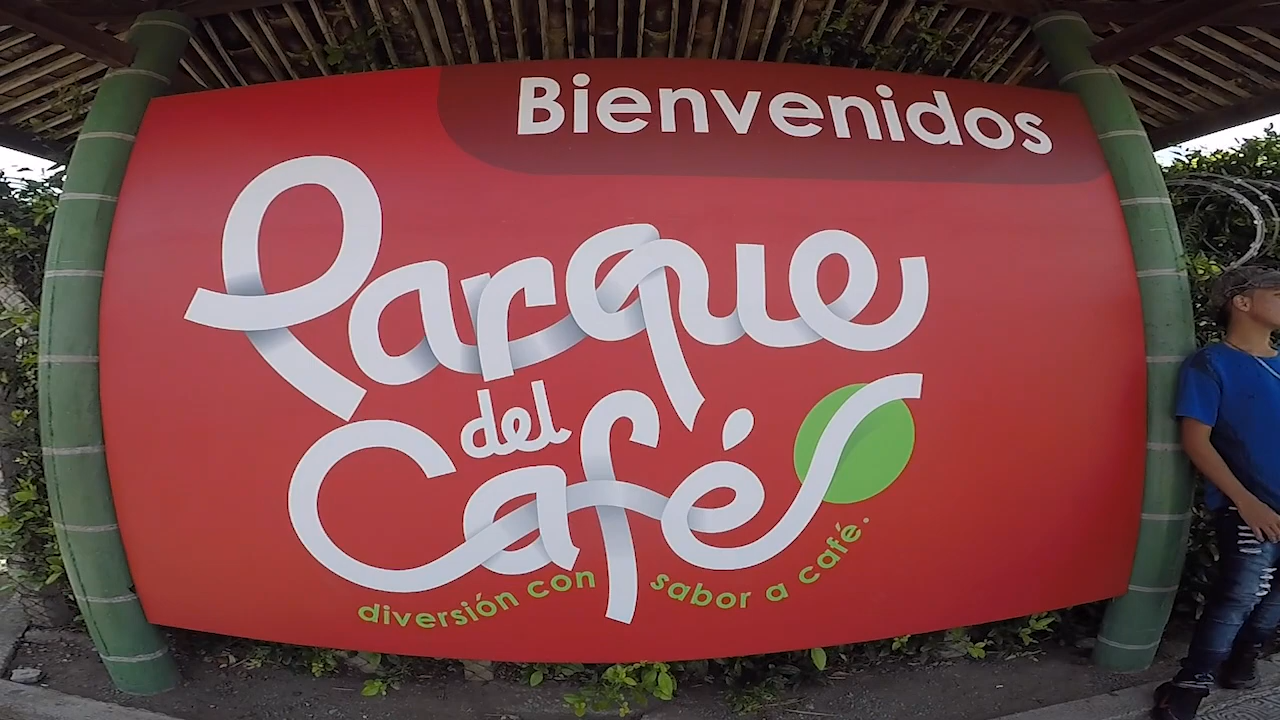 Bienvenidos
Parque
del
Café
diversión con sabor a café.